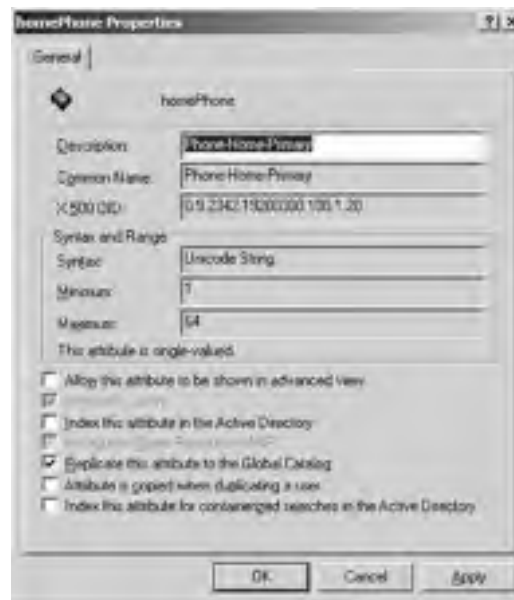 homePhone Properties
General
homePhone
Description: Phone-Home-Primary
Common Name: Phone-Home-Primary
X.500 OID: 0.9.2342.19200300.100.1.20
Syntax and Range
Syntax: Unicode String
Minimum: 1
Maximum: 64
This attribute is single-valued.
Allow this attribute to be shown in advanced view
Index this attribute in the Active Directory
Replicate this attribute to the Global Catalog
Attribute is copied when duplicating a user
Index this attribute for containerized searches in the Active Directory
OK Cancel Apply